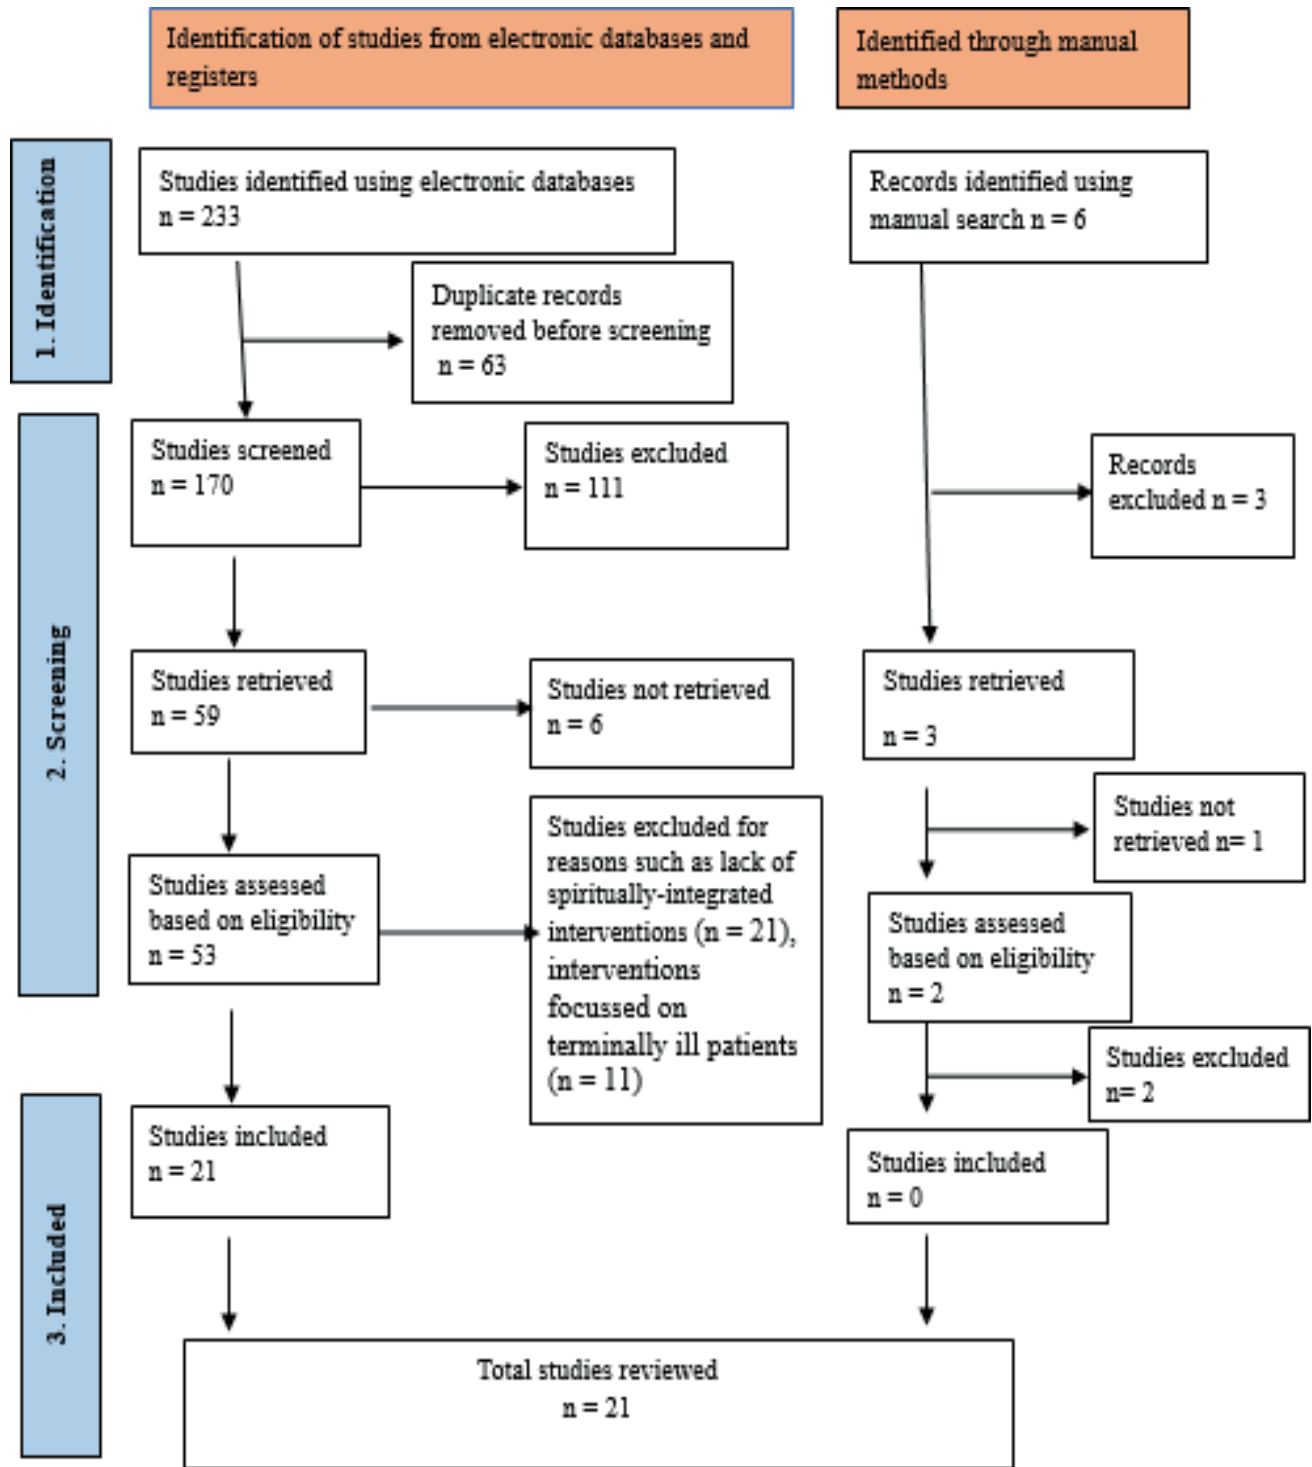 Identification of studies from electronic databases and
registers
Identified through manual
methods
1. Identification
Studies identified using electronic databases
n = 233
Records identified using
manual search n = 6
Duplicate records
removed before screening
n = 63
2. Screening
Studies screened
n = 170
Studies excluded
n = 111
Records
excluded n = 3
Studies retrieved
n = 59
Studies not retrieved
n = 6
Studies retrieved
n = 3
Studies not
retrieved n= 1
Studies assessed
based on eligibility
n = 53
Studies excluded for
reasons such as lack of
spiritually-integrated
interventions (n = 21),
interventions
focussed on
terminally ill patients
(n = 11)
Studies assessed
based on eligibility
n = 2
Studies excluded
n= 2
3. Included
Studies included
n = 21
Studies included
n = 0
Total studies reviewed
n = 21